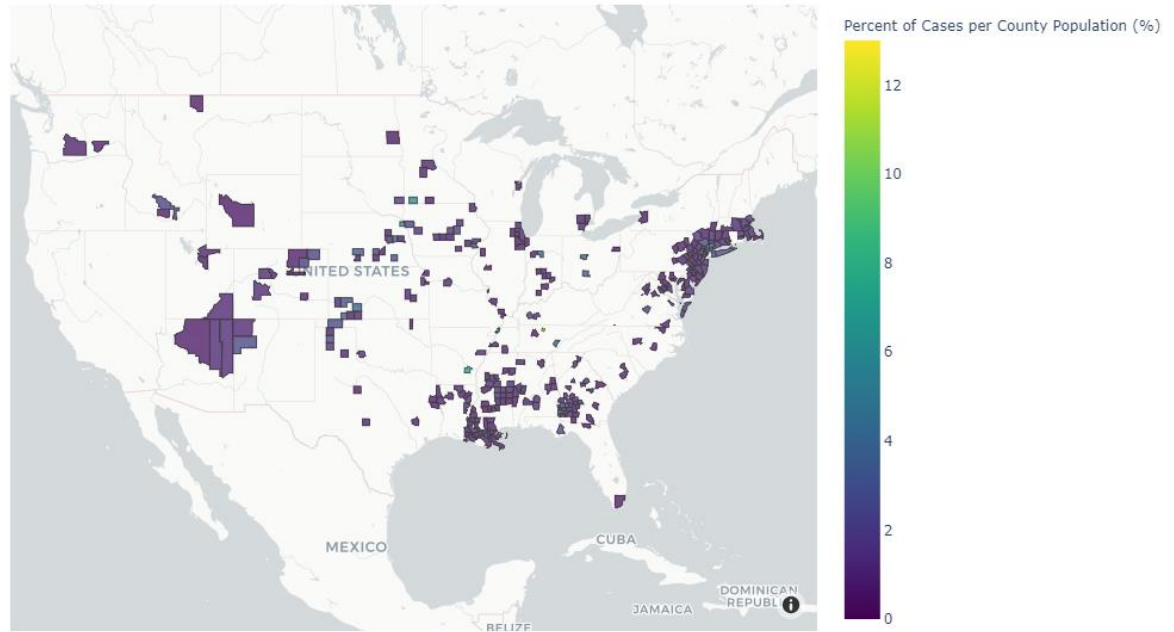 Percent of Cases per County Population (%)
12
10
8
6
4
2
0
UNITED STATES
MEXICO
CUBA
DOMINICAN
REPUBLI
JAMAICA
BELIZE
i